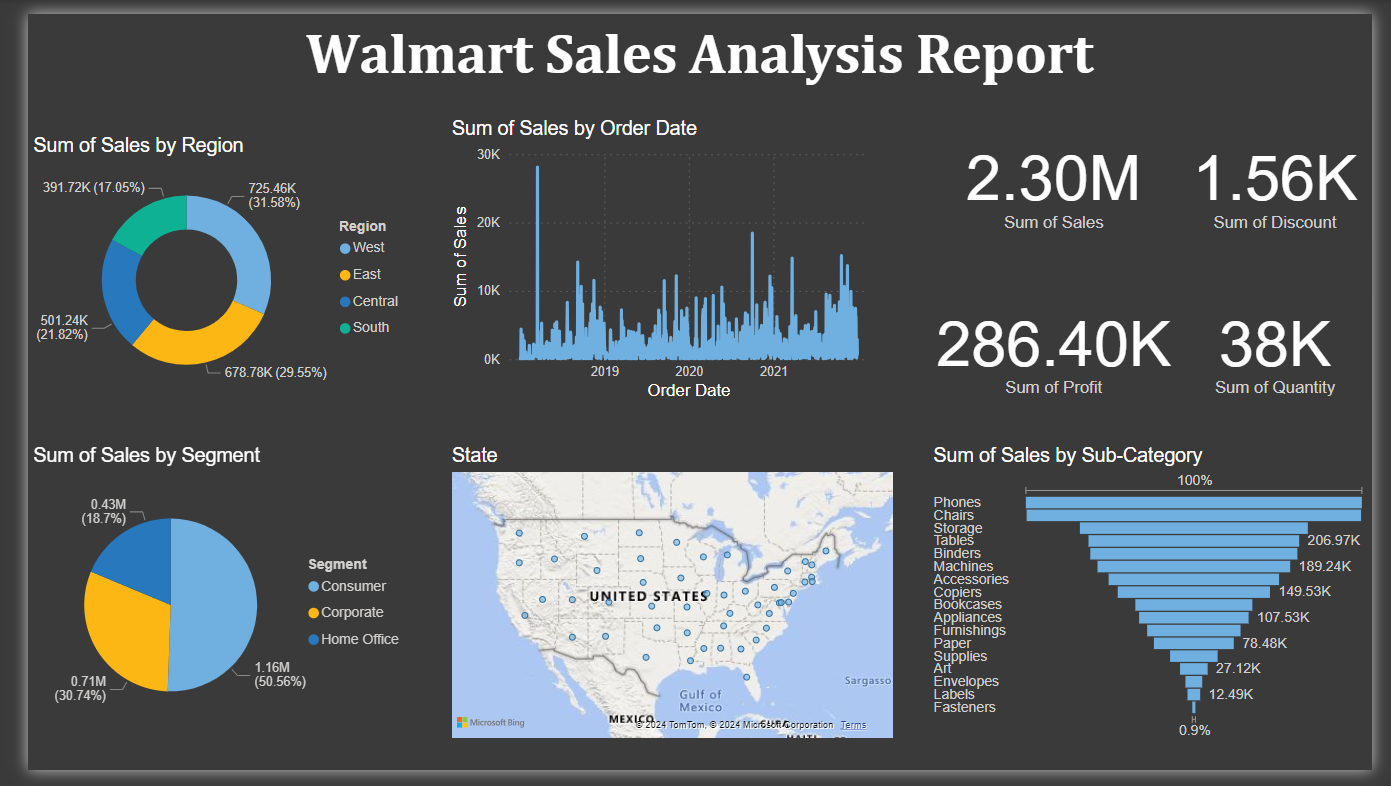 Walmart Sales Analysis Report
Sum of Sales by Region
391.72K (17.05%)
725.46K
(31.58%)
501.24K
(21.82%)
678.78K (29.55%)
Region
West
East
Central
South
Sum of Sales by Order Date
Sum of Sales
30K
20K
10K
0K
2019
2020
2021
Order Date
2.30M
Sum of Sales
1.56K
Sum of Discount
286.40K
Sum of Profit
38K
Sum of Quantity
Sum of Sales by Segment
0.43M
(18.7%)
0.71M
(30.74%)
1.16M
(50.56%)
Segment
Consumer
Corporate
Home Office
State
UNITED STATES
Gulf of
Mexico
Sargasso
MEXICO
CUBA
HAITI
Microsoft Bing
© 2024 TomTom, © 2024 Microsoft Corporation Terms
Sum of Sales by Sub-Category
100%
Phones
Chairs
Storage
Tables 206.97K
Binders
Machines 189.24K
Accessories
Copiers 149.53K
Bookcases
Appliances 107.53K
Furnishings
Paper 78.48K
Supplies
Art 27.12K
Envelopes
Labels 12.49K
Fasteners
0.9%